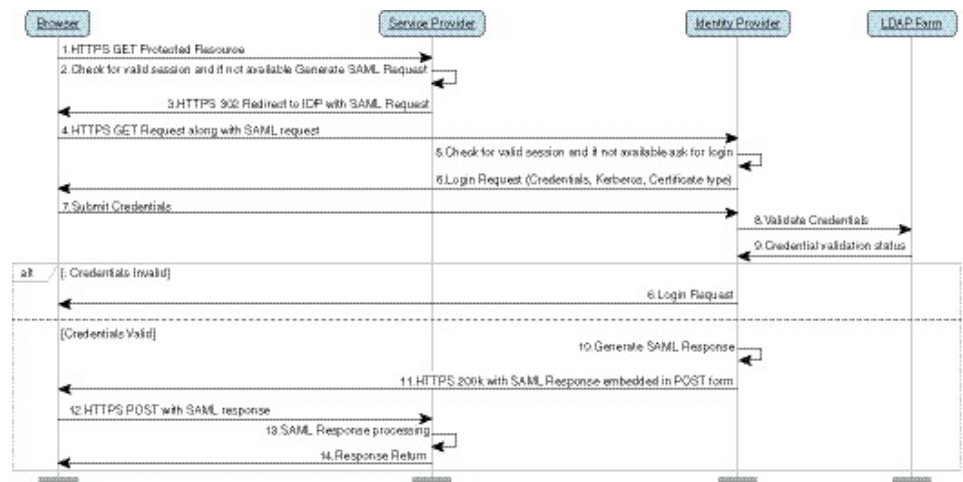 Browser
Service Provider
Identity Provider
LDAP Farm
1.HTTPS GET Protected Resource
2.Check for valid session and if not available Generate SAML Request
3.HTTPS 302 Redirect to IDP with SAML Request
4.HTTPS GET Request along with SAML request
5.Check for valid session and if not available ask for login
6.Login Request (Credentials, Kerberos, Certificate type)
7.Submit Credentials
8.Validate Credentials
9.Credential validation status
alt
[: Credentials Invalid]
6.Login Request
[Credentials Valid]
10.Generate SAML Response
11.HTTPS 200k with SAML Response embedded in POST form
12.HTTPS POST with SAML response
13.SAML Response processing
14.Response Return